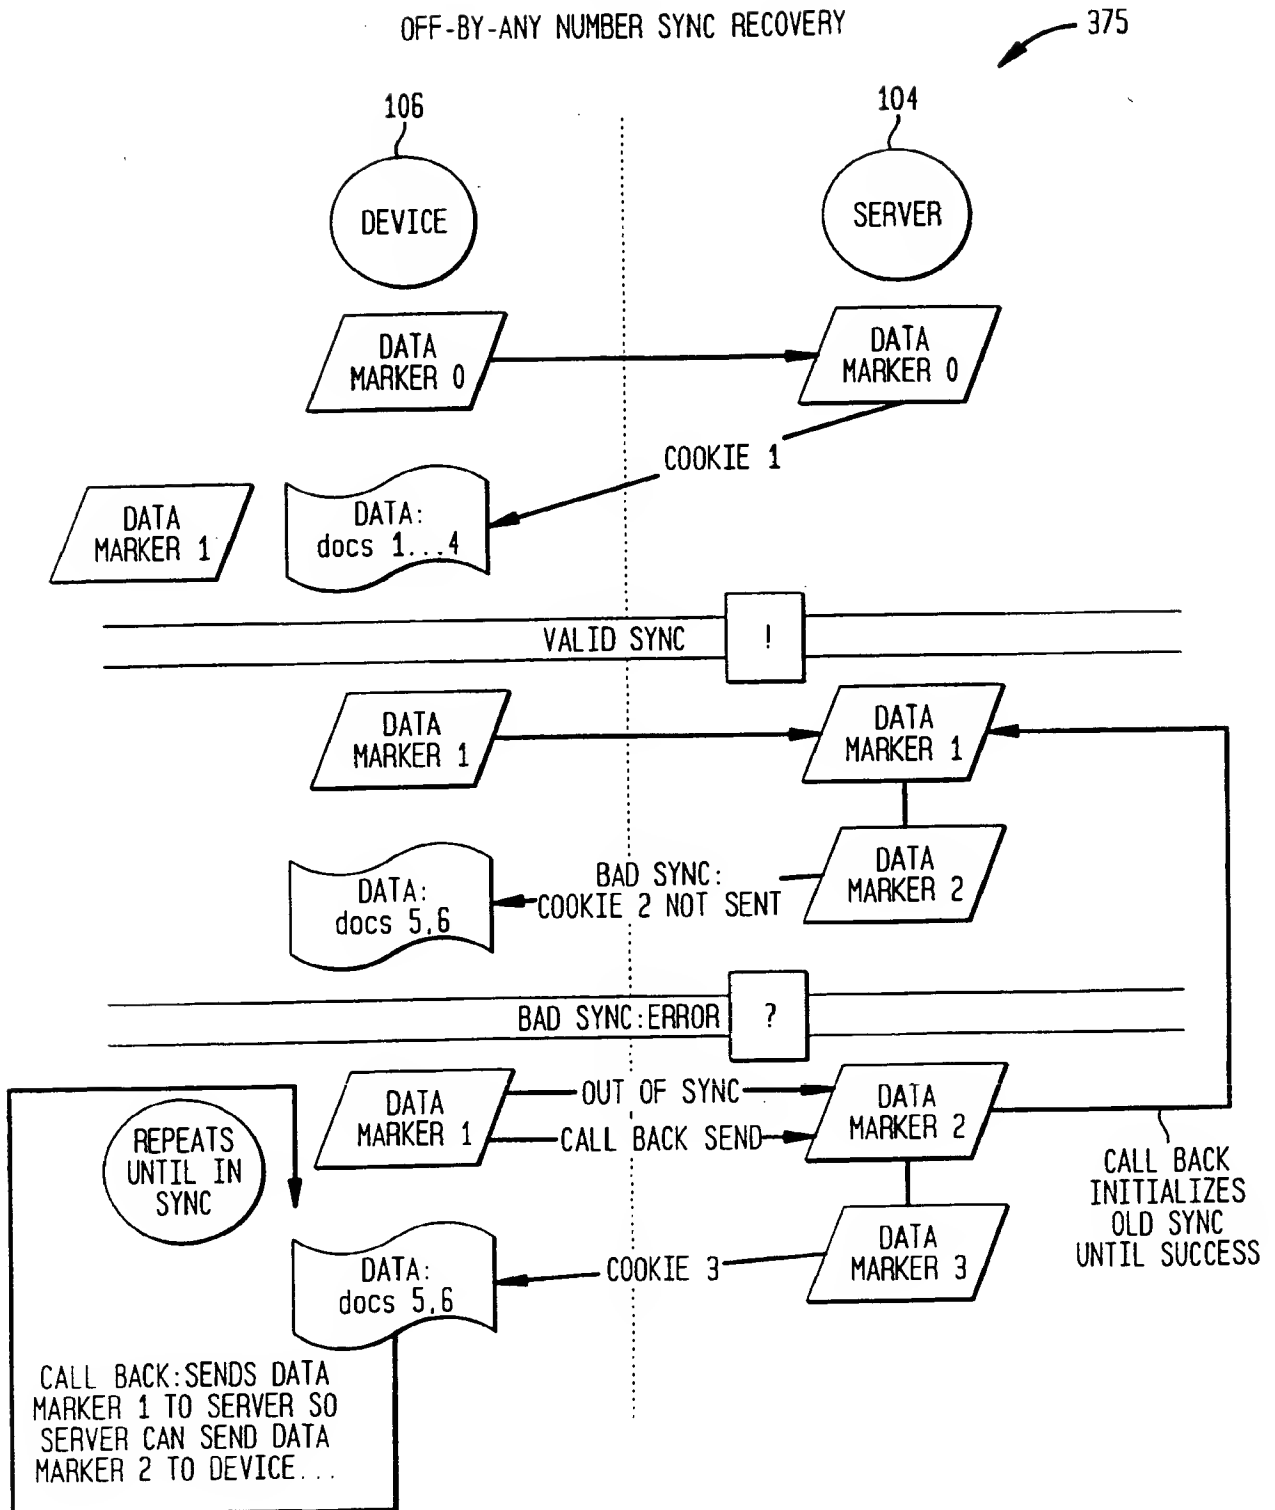 OFF-BY-ANY NUMBER SYNC RECOVERY
375
106
104
DEVICE
SERVER
DATA
MARKER 0
DATA
MARKER 0
COOKIE 1
DATA
MARKER 1
DATA:
docs 1...4
VALID SYNC
!
DATA
MARKER 1
DATA
MARKER 1
DATA:
docs 5,6
BAD SYNC:
COOKIE 2 NOT SENT
DATA
MARKER 2
BAD SYNC:ERROR
?
REPEATS
UNTIL IN
SYNC
DATA
MARKER 1
OUT OF SYNC
CALL BACK SEND
DATA
MARKER 2
CALL BACK
INITIALIZES
OLD SYNC
UNTIL SUCCESS
DATA:
docs 5,6
COOKIE 3
DATA
MARKER 3
CALL BACK:SENDS DATA
MARKER 1 TO SERVER SO
SERVER CAN SEND DATA
MARKER 2 TO DEVICE...